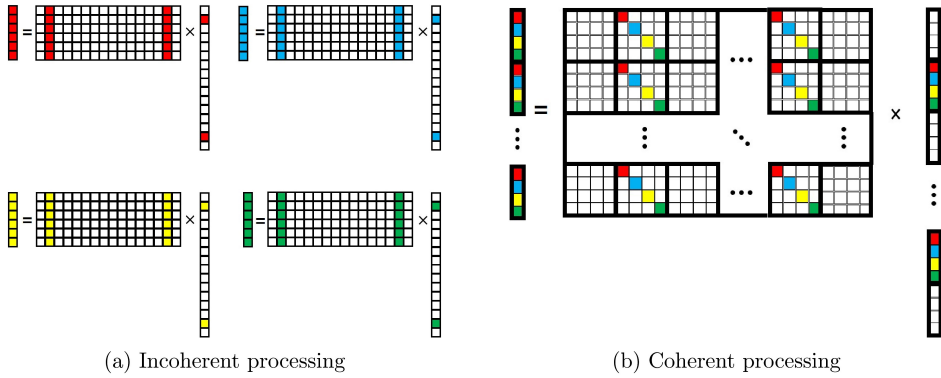 = ×
= ×
= ×
= ×
= ... ... ×
(a) Incoherent processing
(b) Coherent processing